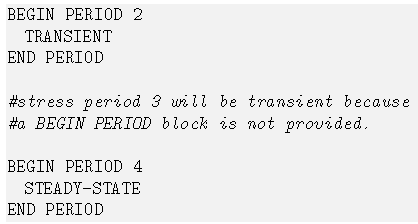 BEGIN PERIOD 2
TRANSIENT
END PERIOD
#stress period 3 will be transient because
#a BEGIN PERIOD block is not provided.
BEGIN PERIOD 4
STEADY-STATE
END PERIOD